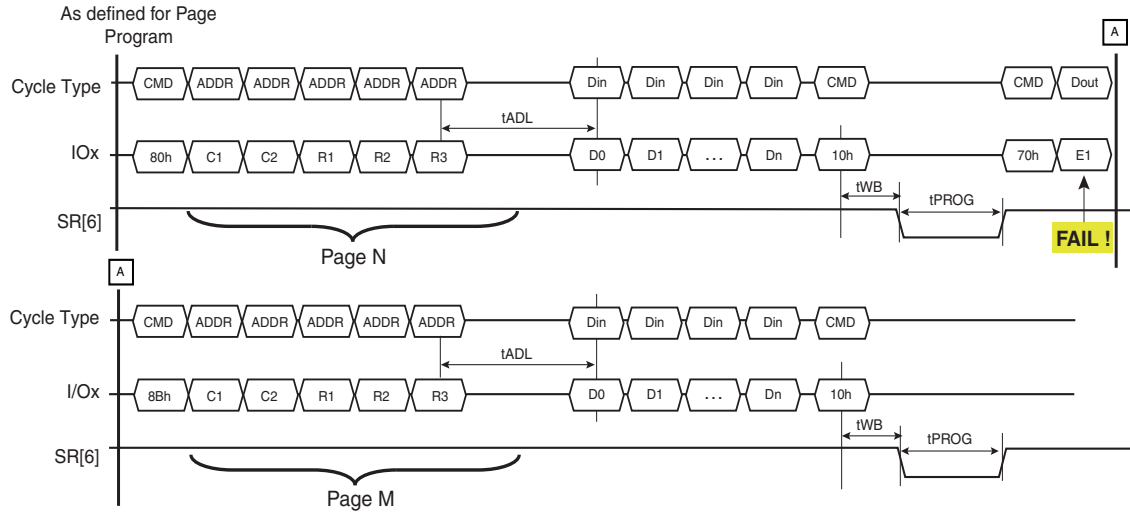 As defined for Page
Program
A
Cycle Type CMD ADDR ADDR ADDR ADDR ADDR Din Din Din Din CMD CMD Dout
tADL
IOx 80h C1 C2 R1 R2 R3 D0 D1 ... Dn 10h 70h E1
tWB tPROG
SR[6]
Page N
FAIL !
A
Cycle Type CMD ADDR ADDR ADDR ADDR ADDR Din Din Din Din CMD
tADL
I/Ox 8Bh C1 C2 R1 R2 R3 D0 D1 ... Dn 10h
tWB tPROG
SR[6]
Page M